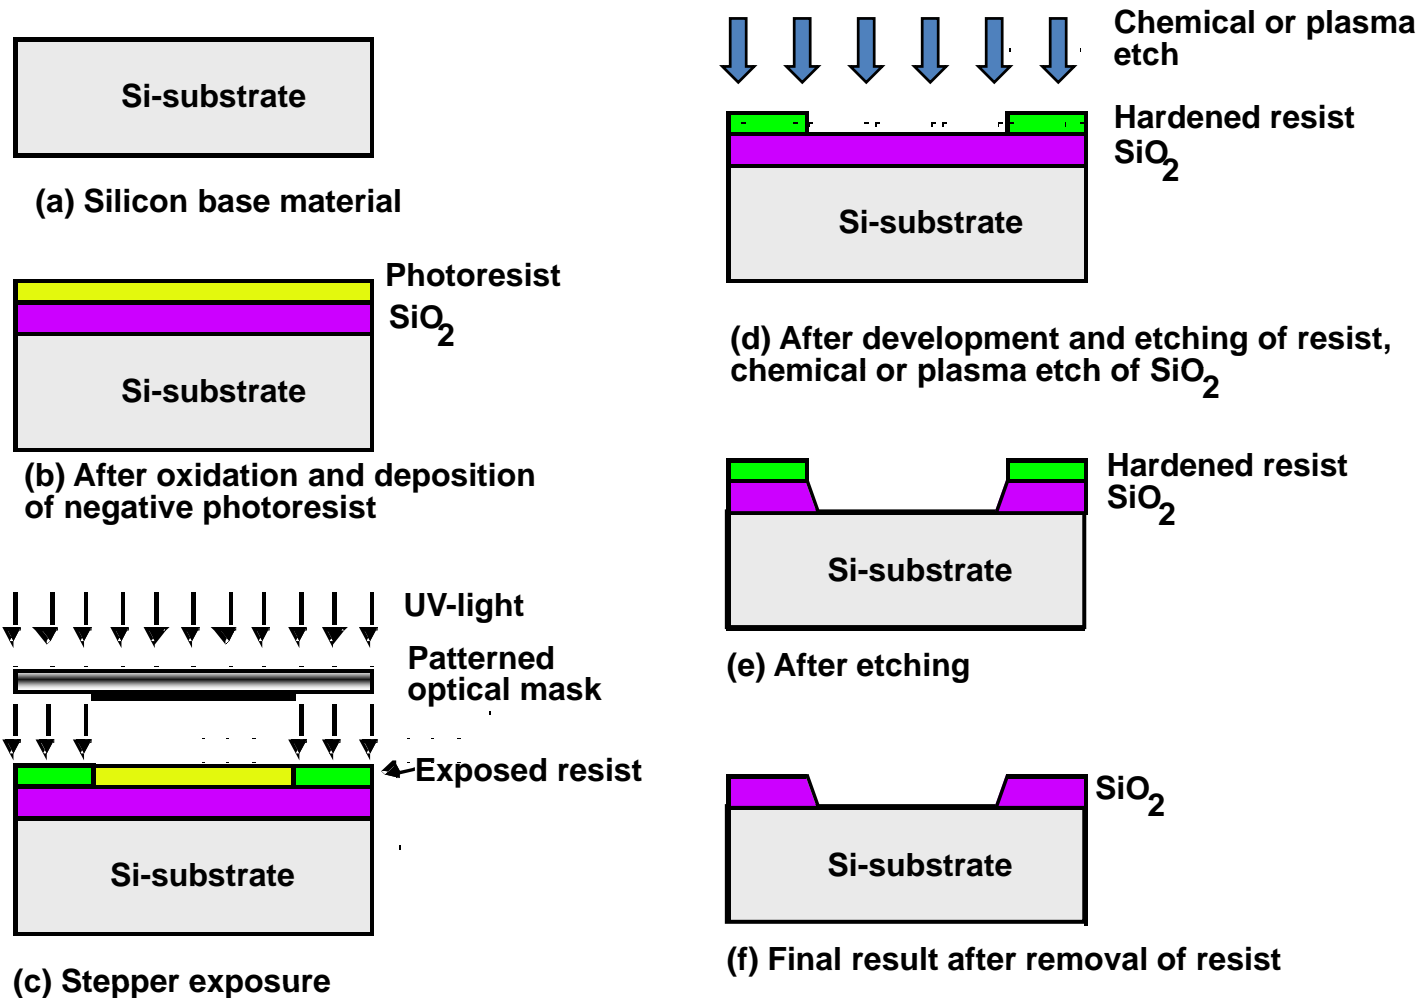 Si-substrate
(a) Silicon base material
Photoresist
SiO2
Si-substrate
(b) After oxidation and deposition
of negative photoresist
UV-light
Patterned
optical mask
Exposed resist
Si-substrate
(c) Stepper exposure
Chemical or plasma
etch
Hardened resist
SiO2
Si-substrate
(d) After development and etching of resist,
chemical or plasma etch of SiO2
Hardened resist
SiO2
Si-substrate
(e) After etching
SiO2
Si-substrate
(f) Final result after removal of resist